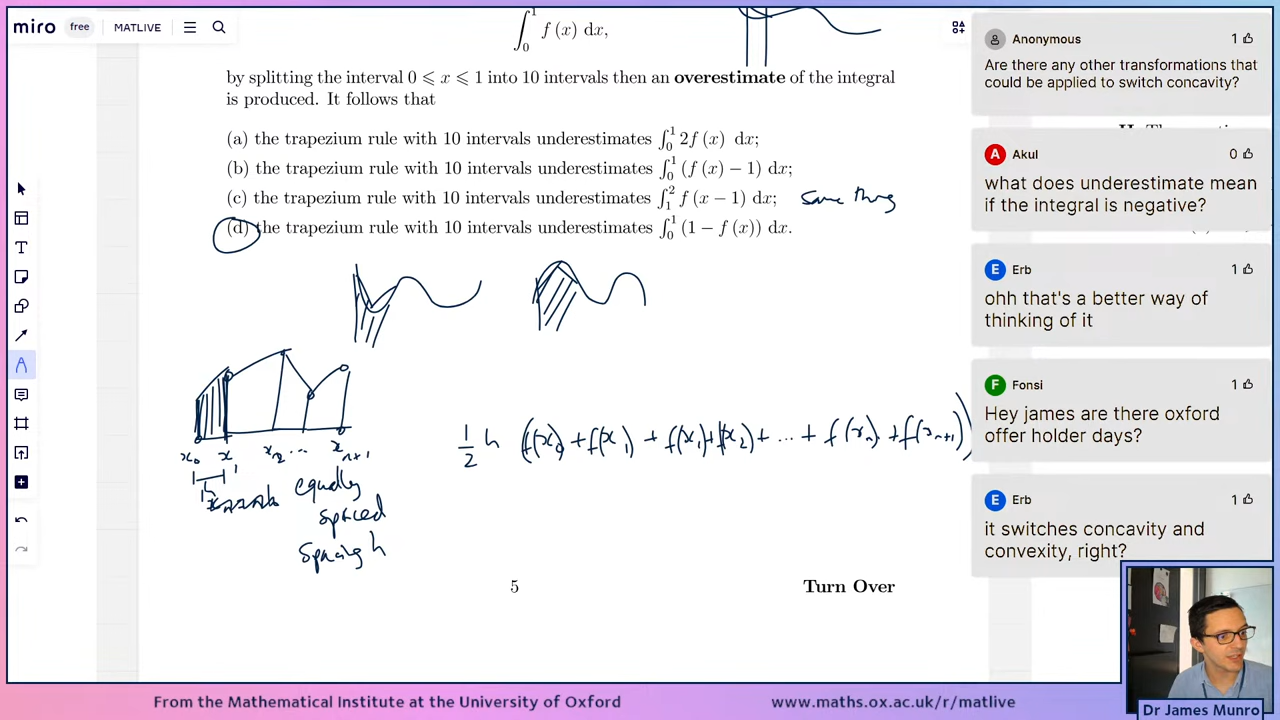 miro free MATLIVE
∫₀¹ f (x) dx,
by splitting the interval 0 ⩽ x ⩽ 1 into 10 intervals then an overestimate of the integral
is produced. It follows that
(a) the trapezium rule with 10 intervals underestimates ∫₀¹ 2f (x) dx;
(b) the trapezium rule with 10 intervals underestimates ∫₀¹ (f (x) − 1) dx;
(c) the trapezium rule with 10 intervals underestimates ∫₁² f (x − 1) dx; same thing
(d) the trapezium rule with 10 intervals underestimates ∫₀¹ (1 − f (x)) dx.
1/2 h (f(x₀) + f(x₁) + f(x₁) + f(x₂) + ... + f(xₙ) + f(xₙ₊₁))
x₀ x₁ x₂ ... xₙ₊₁
h
equally
spaced
spacing h
5 Turn Over
Anonymous 1
Are there any other transformations that
could be applied to switch concavity?
A Akul 0
what does underestimate mean
if the integral is negative?
E Erb 1
ohh that's a better way of
thinking of it
F Fonsi 1
Hey james are there oxford
offer holder days?
E Erb 1
it switches concavity and
convexity, right?
From the Mathematical Institute at the University of Oxford
www.maths.ox.ac.uk/r/matlive
Dr James Munro